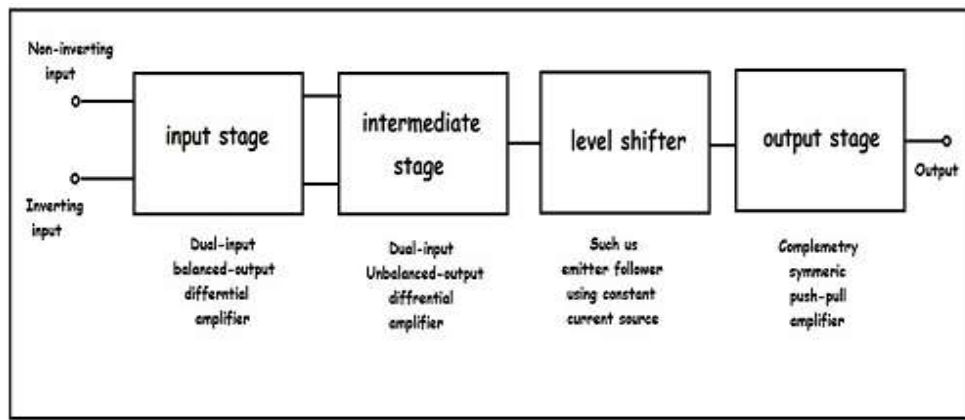 Non-inverting
input
Inverting
input
input stage
intermediate
stage
level shifter
output stage
Output
Dual-input
balanced-output
differntial
amplifier
Dual-input
Unbalanced-output
diffrential
amplifier
Such us
emitter follower
using constant
current source
Complemetry
symmeric
push-pull
amplifier